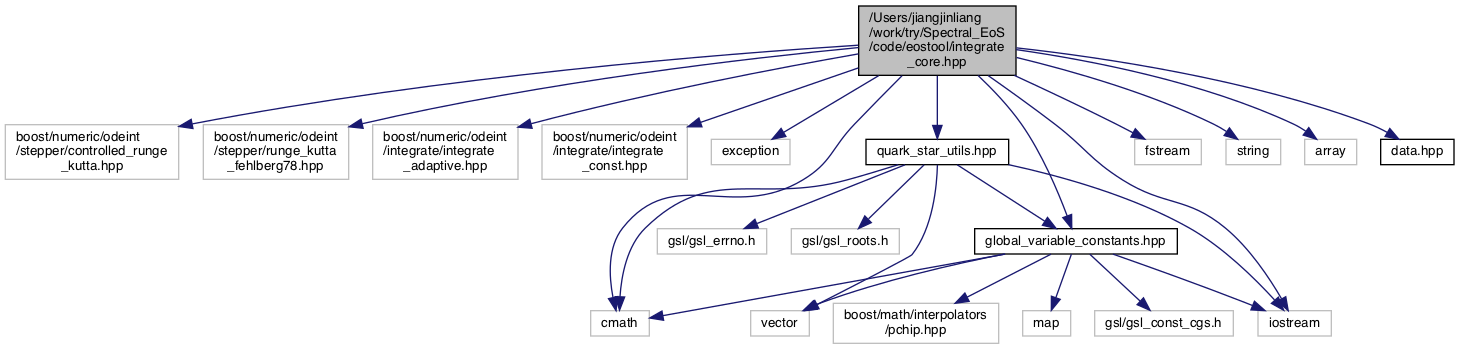 /Users/jiangjinliang
/work/try/Spectral_EoS
/code/eostool/integrate
_core.hpp
boost/numeric/odeint
/stepper/controlled_runge
_kutta.hpp
boost/numeric/odeint
/stepper/runge_kutta
_fehlberg78.hpp
boost/numeric/odeint
/integrate/integrate
_adaptive.hpp
boost/numeric/odeint
/integrate/integrate
_const.hpp
exception
quark_star_utils.hpp
fstream
string
array
data.hpp
gsl/gsl_errno.h
gsl/gsl_roots.h
global_variable_constants.hpp
cmath
vector
boost/math/interpolators
/pchip.hpp
map
gsl/gsl_const_cgs.h
iostream